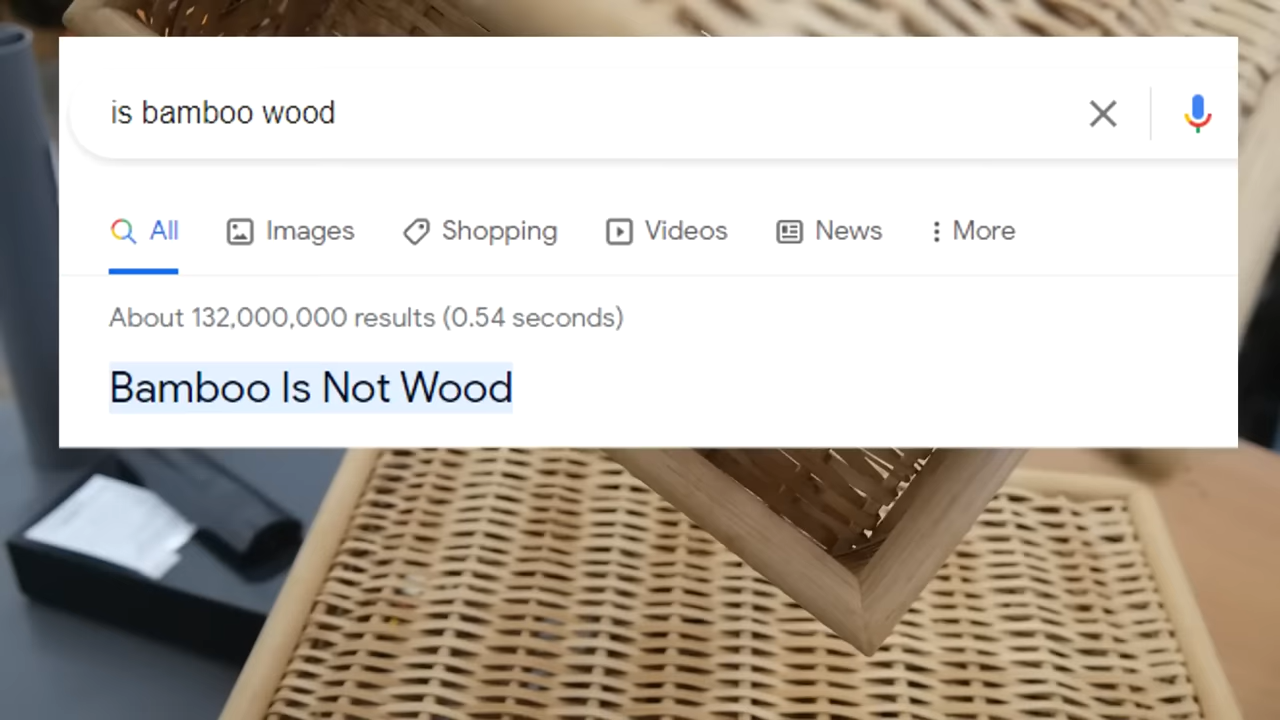 is bamboo wood
All Images Shopping Videos News More
About 132,000,000 results (0.54 seconds)
Bamboo Is Not Wood